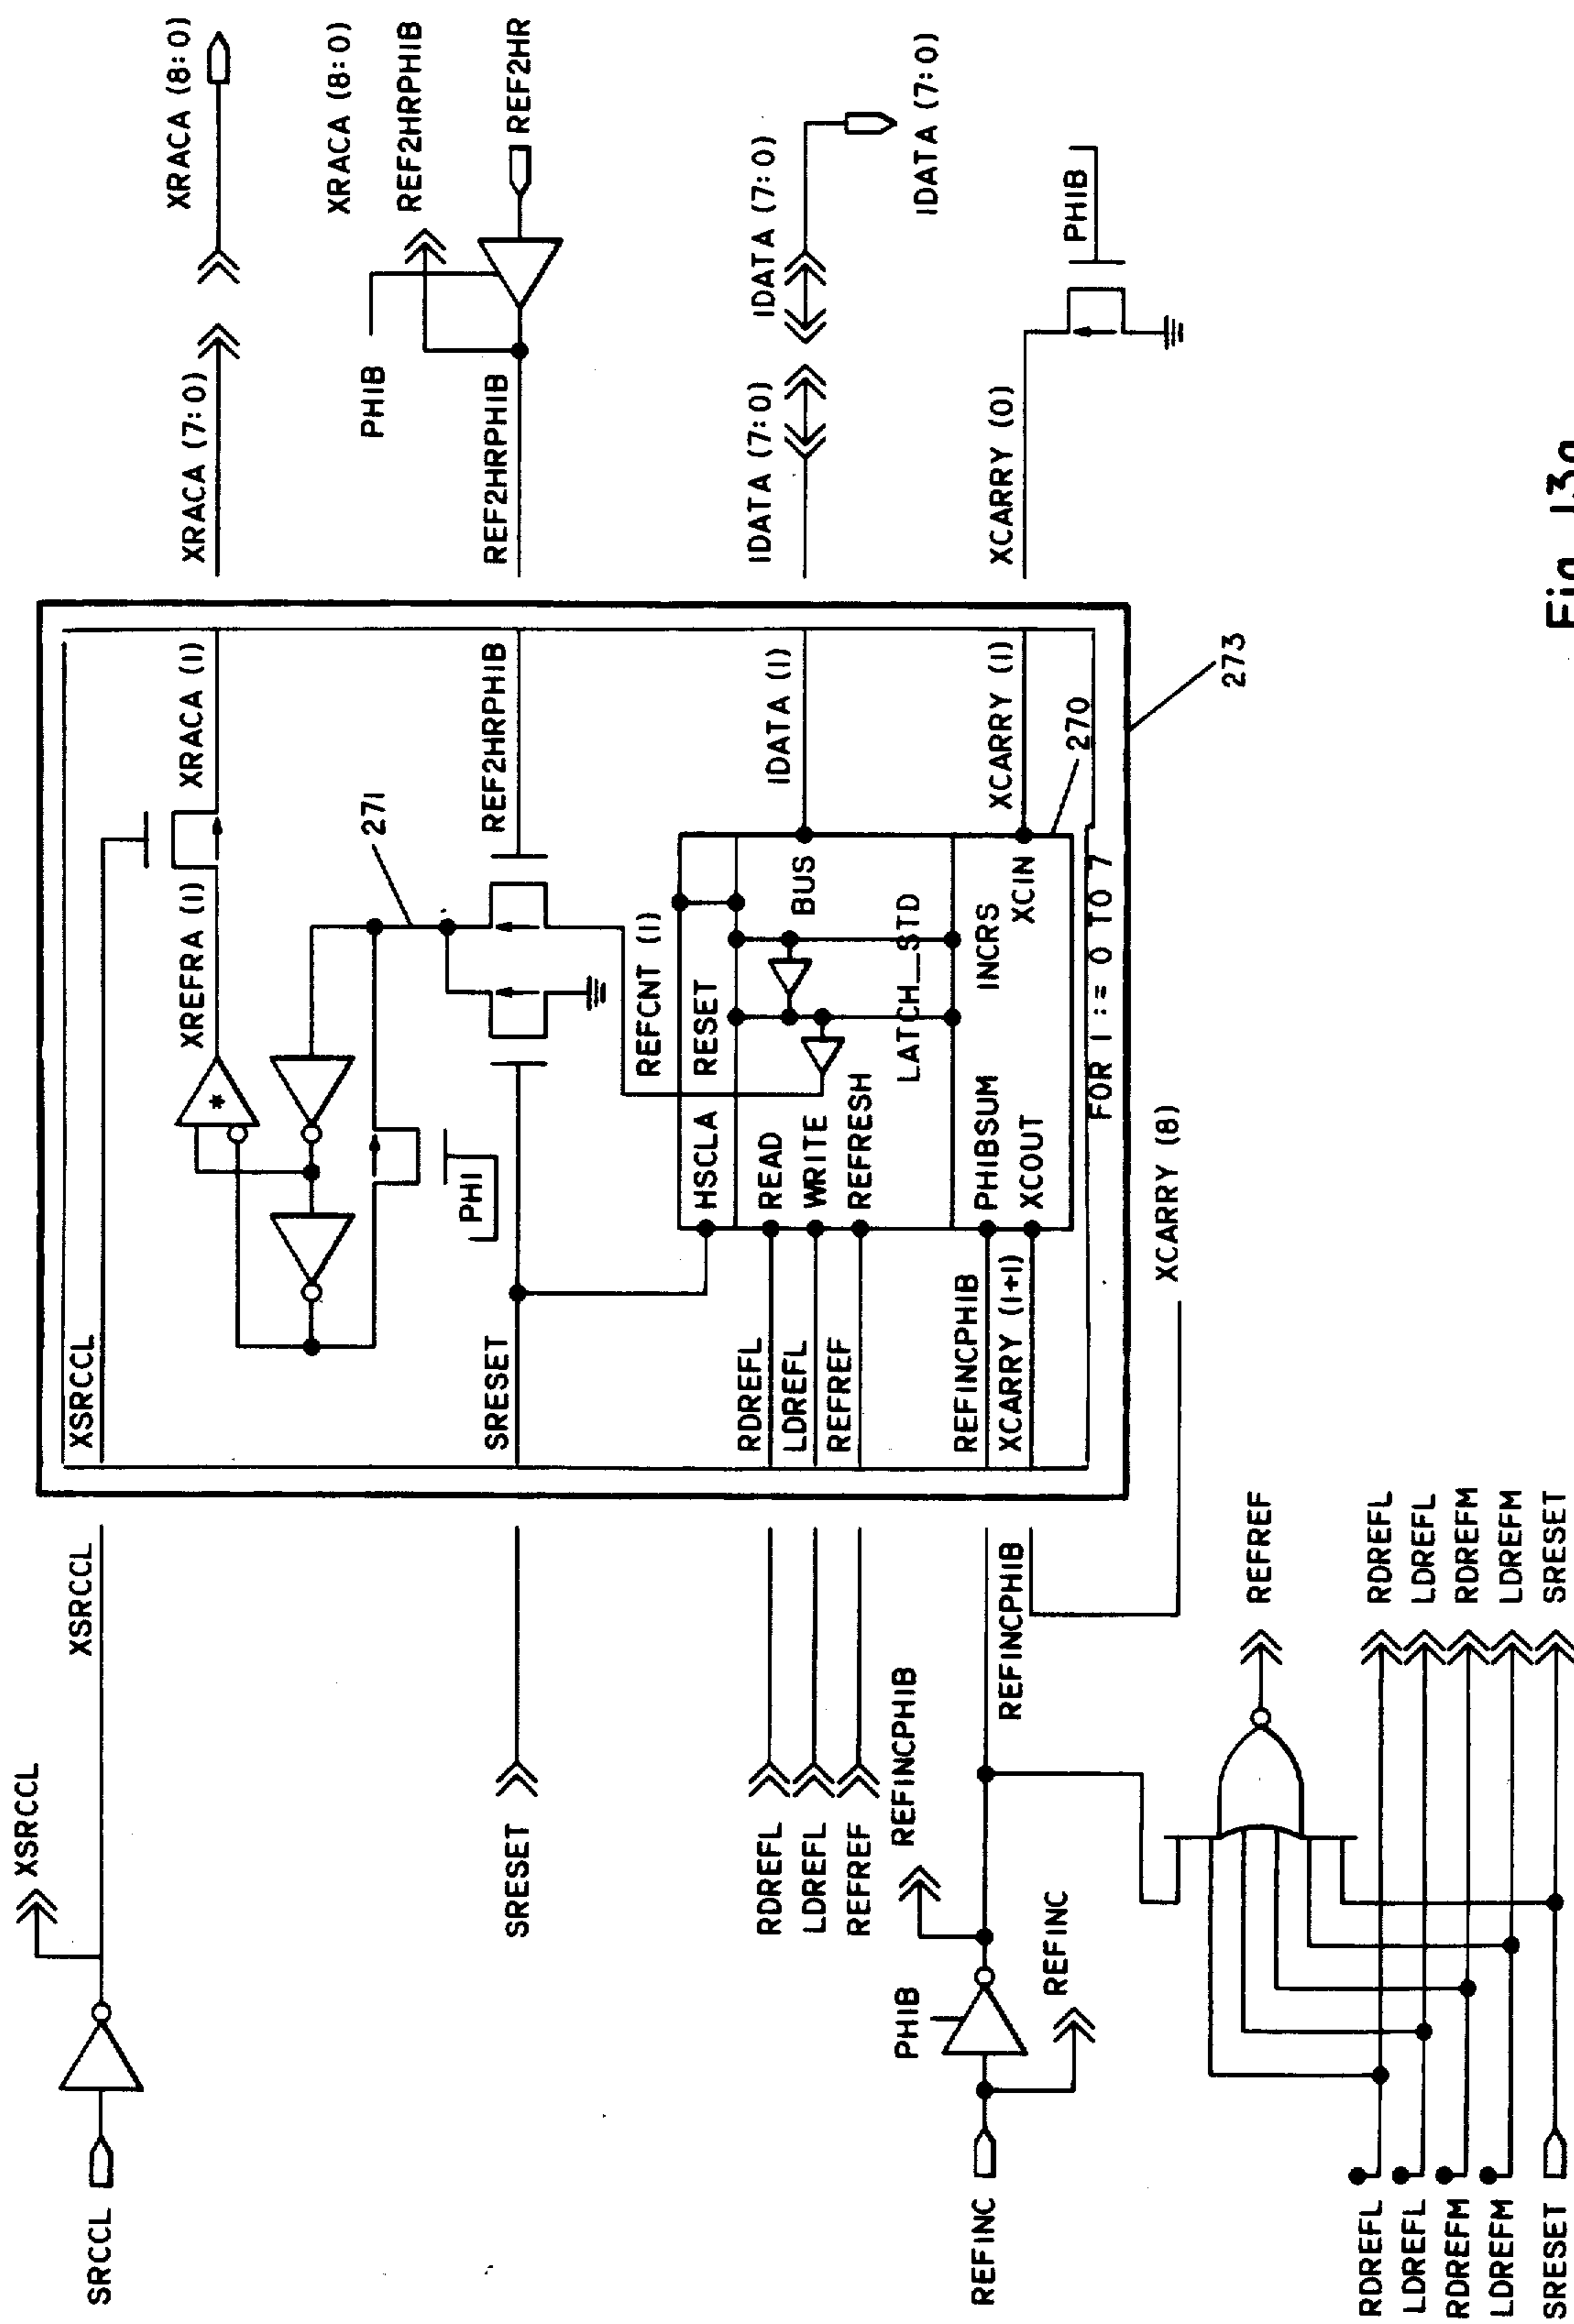 SRCCL
XSRCCL
XSRCCL
XSRCCL
XREFRA (I)
XRACA (I)
XRACA (7:0)
XRACA (8:0)
XRACA (8:0)
*
271
PHI
SRESET
SRESET
REF2HRPHIB
REF2HRPHIB
PHIB
REF2HRPHIB
REF2HR
REFCNT (I)
HSCLA
RESET
RDREFL
LDREFL
REFREF
RDREFL
LDREFL
REFREF
READ
WRITE
REFRESH
BUS
LATCH_STD
IDATA (I)
IDATA (7:0)
IDATA (7:0)
IDATA (7:0)
REFINC
PHIB
REFINC
REFINCPHIB
REFINCPHIB
REFINCPHIB
XCARRY (I+I)
PHIBSUM
XCOUT
INCRS
XCIN
XCARRY (I)
270
XCARRY (0)
PHIB
FOR I := 0 TO 7
XCARRY (8)
273
REFREF
RDREFL
RDREFL
LDREFL
LDREFL
RDREFM
RDREFM
LDREFM
LDREFM
SRESET
SRESET